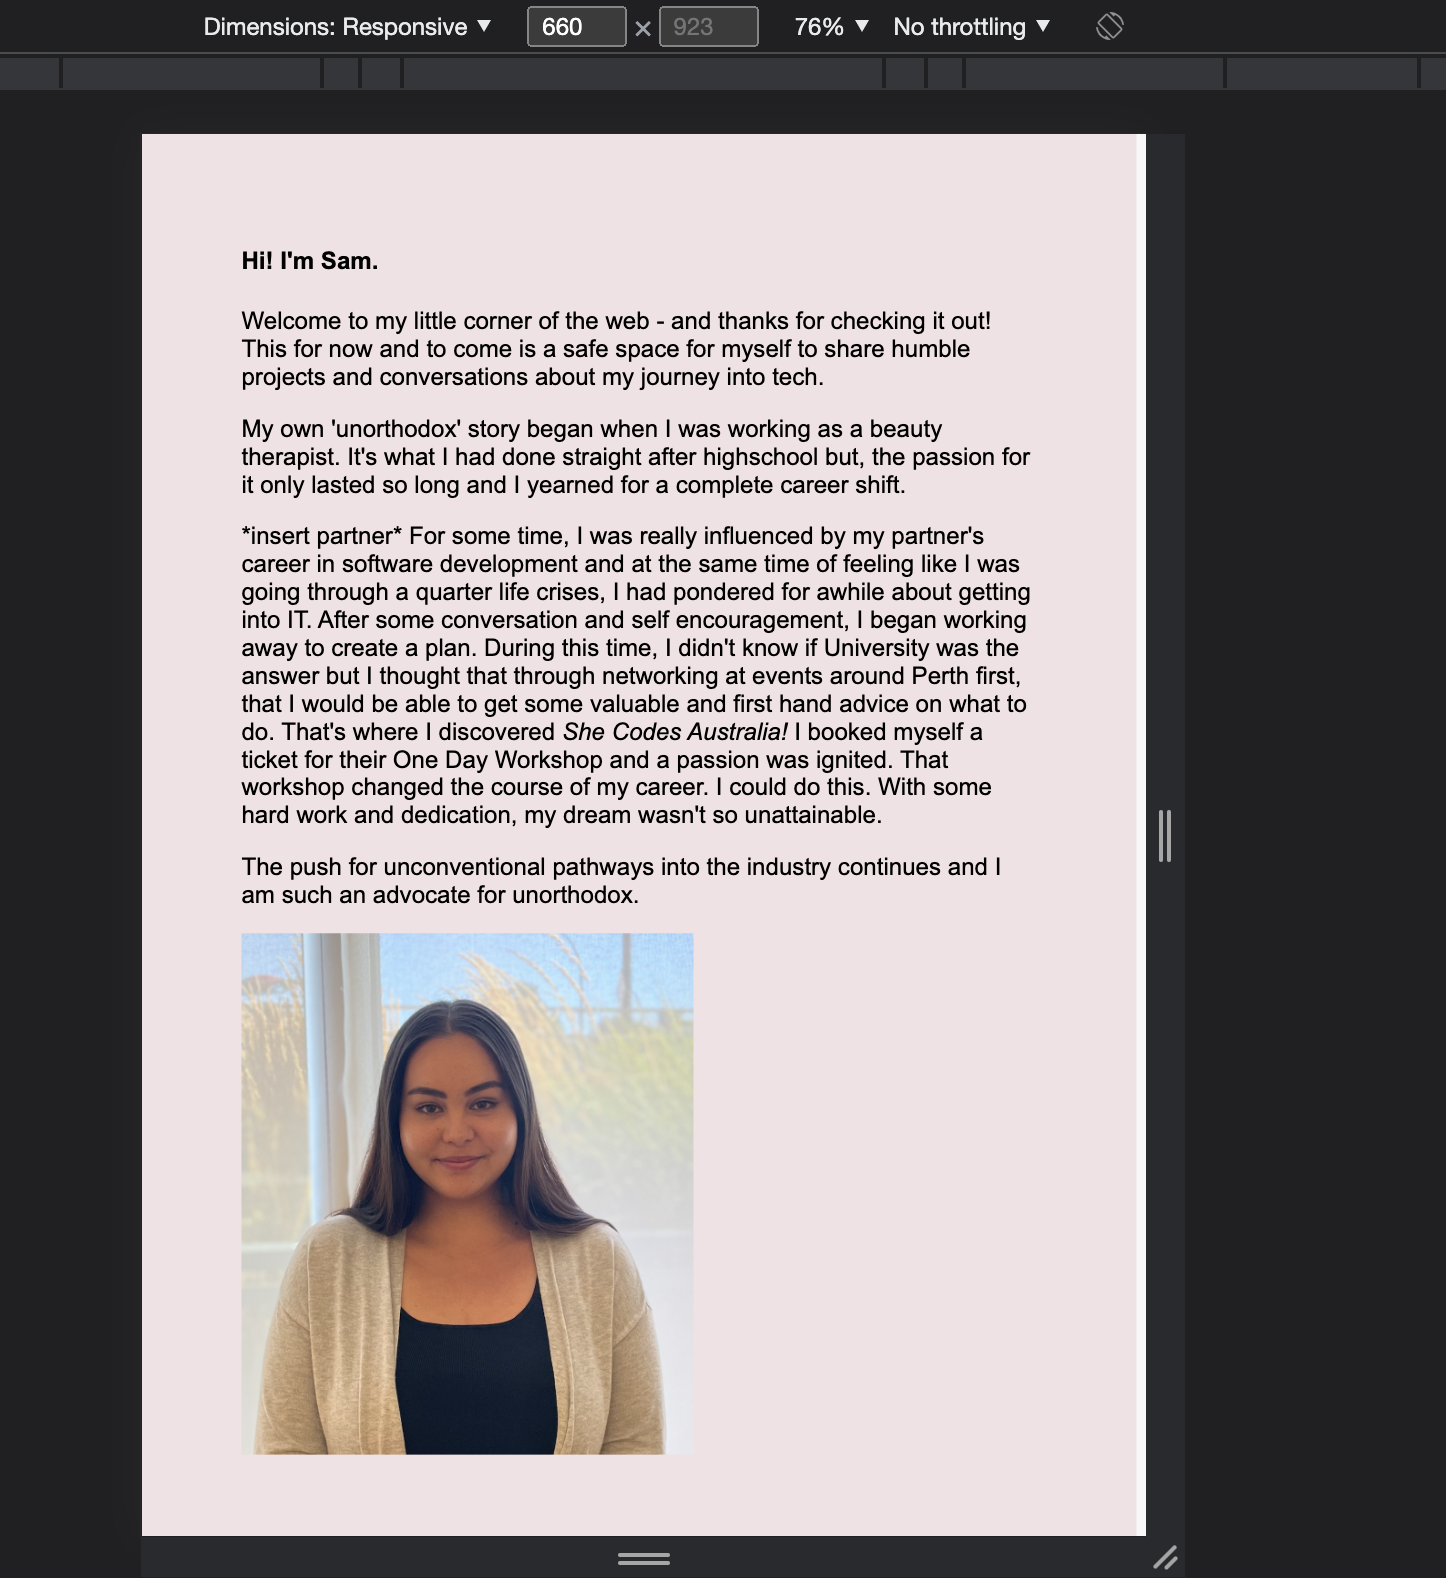 Dimensions: Responsive ▼ 660 × 923 76% ▼ No throttling ▼
Hi! I'm Sam.
Welcome to my little corner of the web - and thanks for checking it out!
This for now and to come is a safe space for myself to share humble
projects and conversations about my journey into tech.
My own 'unorthodox' story began when I was working as a beauty
therapist. It's what I had done straight after highschool but, the passion for
it only lasted so long and I yearned for a complete career shift.
*insert partner* For some time, I was really influenced by my partner's
career in software development and at the same time of feeling like I was
going through a quarter life crises, I had pondered for awhile about getting
into IT. After some conversation and self encouragement, I began working
away to create a plan. During this time, I didn't know if University was the
answer but I thought that through networking at events around Perth first,
that I would be able to get some valuable and first hand advice on what to
do. That's where I discovered She Codes Australia! I booked myself a
ticket for their One Day Workshop and a passion was ignited. That
workshop changed the course of my career. I could do this. With some
hard work and dedication, my dream wasn't so unattainable.
The push for unconventional pathways into the industry continues and I
am such an advocate for unorthodox.